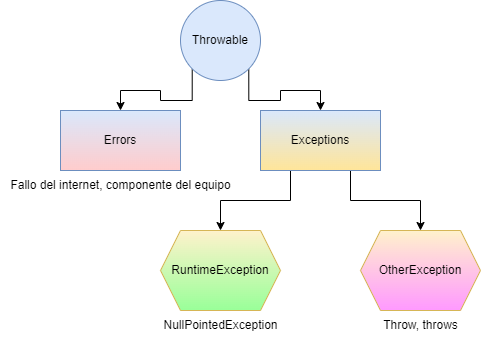 Throwable
Errors
Exceptions
Fallo del internet, componente del equipo
RuntimeException
OtherException
NullPointedException
Throw, throws